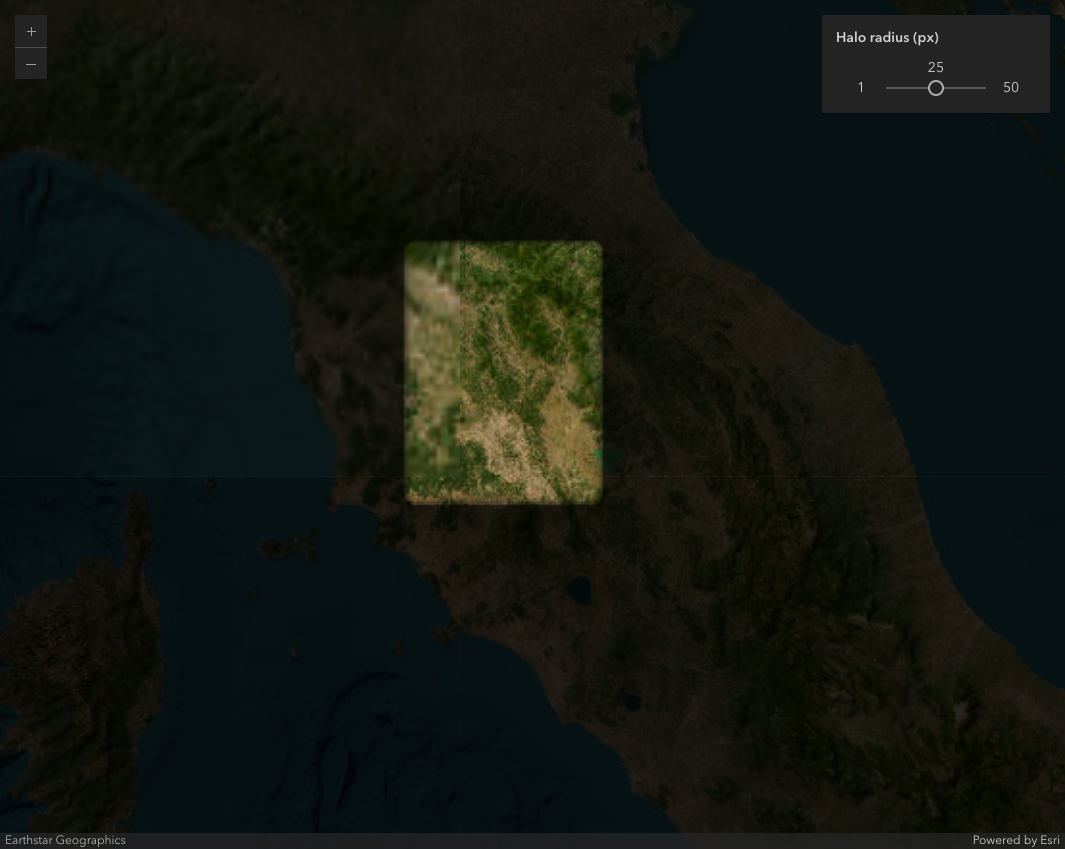 +
Halo radius (px)
25
1
50
–
Earthstar Geographics
Powered by Esri